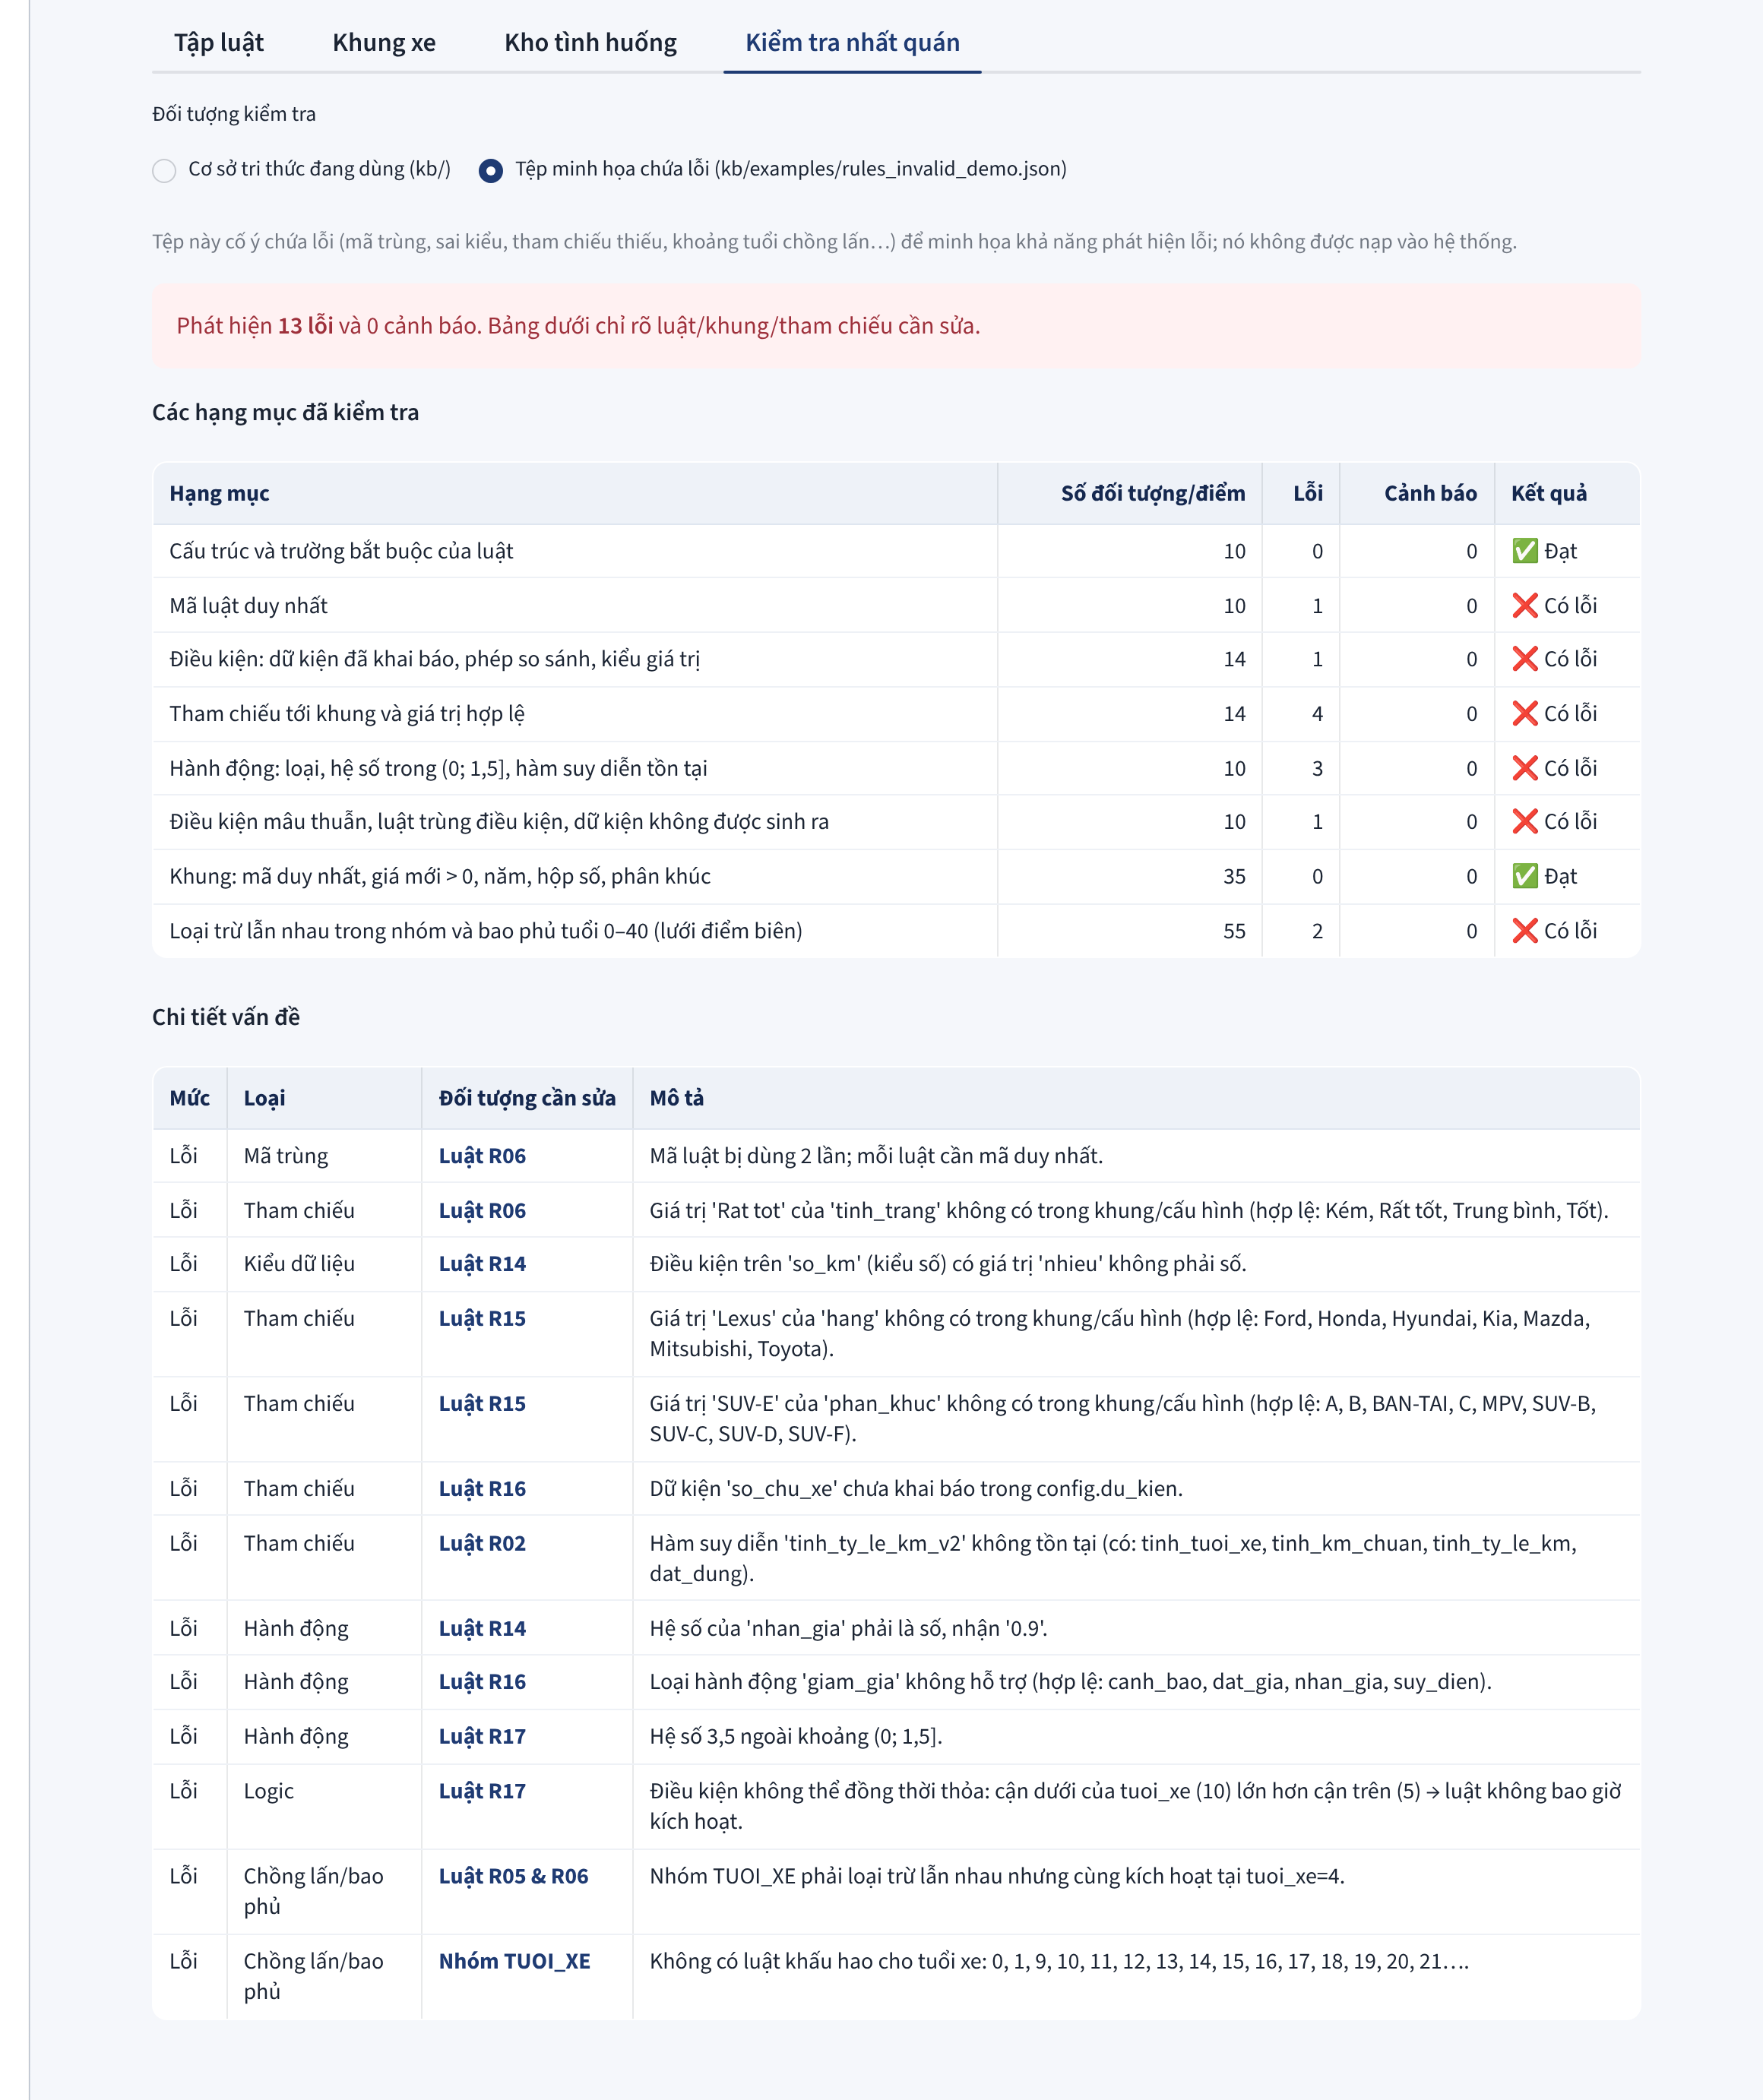 Tập luật Khung xe Kho tình huống Kiểm tra nhất quán
Đối tượng kiểm tra
Cơ sở tri thức đang dùng (kb/) Tệp minh họa chứa lỗi (kb/examples/rules_invalid_demo.json)
Tệp này cố ý chứa lỗi (mã trùng, sai kiểu, tham chiếu thiếu, khoảng tuổi chồng lấn…) để minh họa khả năng phát hiện lỗi; nó không được nạp vào hệ thống.
Phát hiện 13 lỗi và 0 cảnh báo. Bảng dưới chỉ rõ luật/khung/tham chiếu cần sửa.
Các hạng mục đã kiểm tra
Hạng mục Số đối tượng/điểm Lỗi Cảnh báo Kết quả
Cấu trúc và trường bắt buộc của luật 10 0 0 ✅ Đạt
Mã luật duy nhất 10 1 0 ❌ Có lỗi
Điều kiện: dữ kiện đã khai báo, phép so sánh, kiểu giá trị 14 1 0 ❌ Có lỗi
Tham chiếu tới khung và giá trị hợp lệ 14 4 0 ❌ Có lỗi
Hành động: loại, hệ số trong (0; 1,5], hàm suy diễn tồn tại 10 3 0 ❌ Có lỗi
Điều kiện mâu thuẫn, luật trùng điều kiện, dữ kiện không được sinh ra 10 1 0 ❌ Có lỗi
Khung: mã duy nhất, giá mới > 0, năm, hộp số, phân khúc 35 0 0 ✅ Đạt
Loại trừ lẫn nhau trong nhóm và bao phủ tuổi 0–40 (lưới điểm biên) 55 2 0 ❌ Có lỗi
Chi tiết vấn đề
Mức Loại Đối tượng cần sửa Mô tả
Lỗi Mã trùng Luật R06 Mã luật bị dùng 2 lần; mỗi luật cần mã duy nhất.
Lỗi Tham chiếu Luật R06 Giá trị 'Rat tot' của 'tinh_trang' không có trong khung/cấu hình (hợp lệ: Kém, Rất tốt, Trung bình, Tốt).
Lỗi Kiểu dữ liệu Luật R14 Điều kiện trên 'so_km' (kiểu số) có giá trị 'nhieu' không phải số.
Lỗi Tham chiếu Luật R15 Giá trị 'Lexus' của 'hang' không có trong khung/cấu hình (hợp lệ: Ford, Honda, Hyundai, Kia, Mazda,
Mitsubishi, Toyota).
Lỗi Tham chiếu Luật R15 Giá trị 'SUV-E' của 'phan_khuc' không có trong khung/cấu hình (hợp lệ: A, B, BAN-TAI, C, MPV, SUV-B,
SUV-C, SUV-D, SUV-F).
Lỗi Tham chiếu Luật R16 Dữ kiện 'so_chu_xe' chưa khai báo trong config.du_kien.
Lỗi Tham chiếu Luật R02 Hàm suy diễn 'tinh_ty_le_km_v2' không tồn tại (có: tinh_tuoi_xe, tinh_km_chuan, tinh_ty_le_km,
dat_dung).
Lỗi Hành động Luật R14 Hệ số của 'nhan_gia' phải là số, nhận '0.9'.
Lỗi Hành động Luật R16 Loại hành động 'giam_gia' không hỗ trợ (hợp lệ: canh_bao, dat_gia, nhan_gia, suy_dien).
Lỗi Hành động Luật R17 Hệ số 3,5 ngoài khoảng (0; 1,5].
Lỗi Logic Luật R17 Điều kiện không thể đồng thời thỏa: cận dưới của tuoi_xe (10) lớn hơn cận trên (5) → luật không bao giờ
kích hoạt.
Lỗi Chồng lấn/bao Luật R05 & R06 Nhóm TUOI_XE phải loại trừ lẫn nhau nhưng cùng kích hoạt tại tuoi_xe=4.
phủ
Lỗi Chồng lấn/bao Nhóm TUOI_XE Không có luật khấu hao cho tuổi xe: 0, 1, 9, 10, 11, 12, 13, 14, 15, 16, 17, 18, 19, 20, 21….
phủ